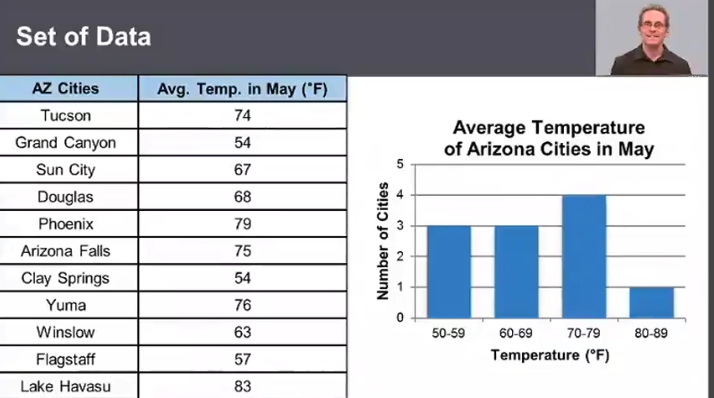 Set of Data
AZ Cities Avg. Temp. in May (°F)
Tucson 74
Grand Canyon 54
Sun City 67
Douglas 68
Phoenix 79
Arizona Falls 75
Clay Springs 54
Yuma 76
Winslow 63
Flagstaff 57
Lake Havasu 83
Average Temperature
of Arizona Cities in May
Number of Cities
5
4
3
2
1
0
50-59 60-69 70-79 80-89
Temperature (°F)